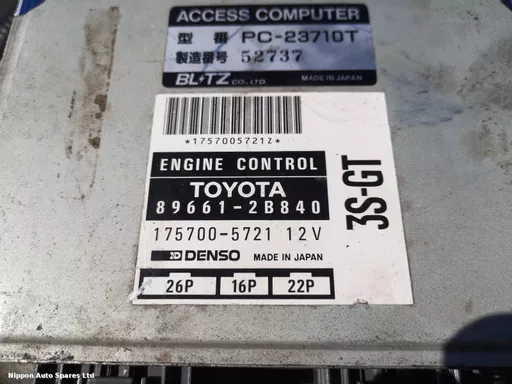 ACCESS COMPUTER
型 番 PC-23710T
製造番号 52737
BLITZ CO.,LTD. MADE IN JAPAN
*1757005721Z*
ENGINE CONTROL
TOYOTA
89661-2B840
175700-5721 12V
DENSO MADE IN JAPAN
26P 16P 22P
3S-GT
Nippon Auto Spares Ltd